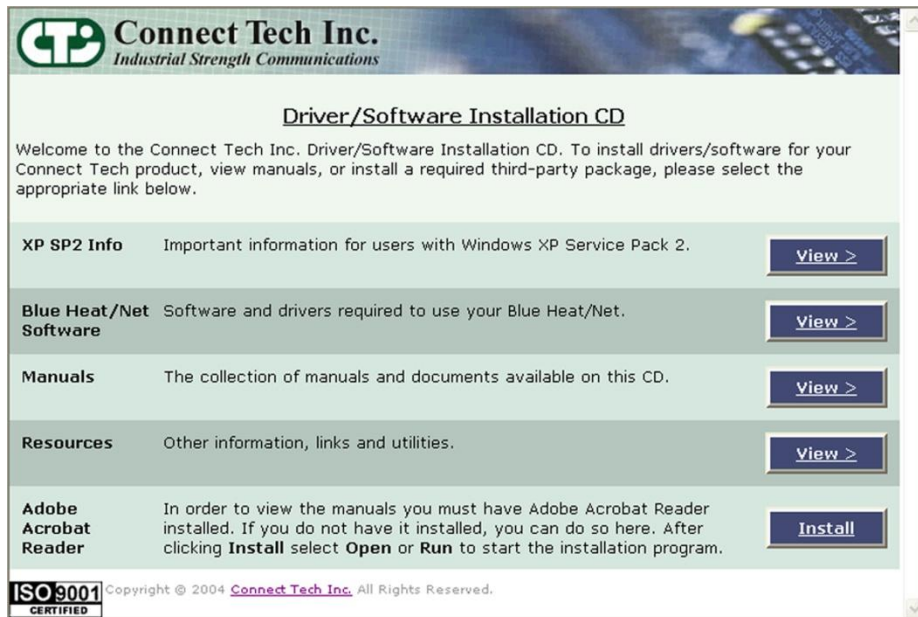 CTi Connect Tech Inc.
Industrial Strength Communications
Driver/Software Installation CD
Welcome to the Connect Tech Inc. Driver/Software Installation CD. To install drivers/software for your
Connect Tech product, view manuals, or install a required third-party package, please select the
appropriate link below.
XP SP2 Info Important information for users with Windows XP Service Pack 2. View >
Blue Heat/Net Software and drivers required to use your Blue Heat/Net. View >
Software
Manuals The collection of manuals and documents available on this CD. View >
Resources Other information, links and utilities. View >
Adobe In order to view the manuals you must have Adobe Acrobat Reader
Acrobat installed. If you do not have it installed, you can do so here. After Install
Reader clicking Install select Open or Run to start the installation program.
ISO 9001 Copyright © 2004 Connect Tech Inc. All Rights Reserved.
CERTIFIED